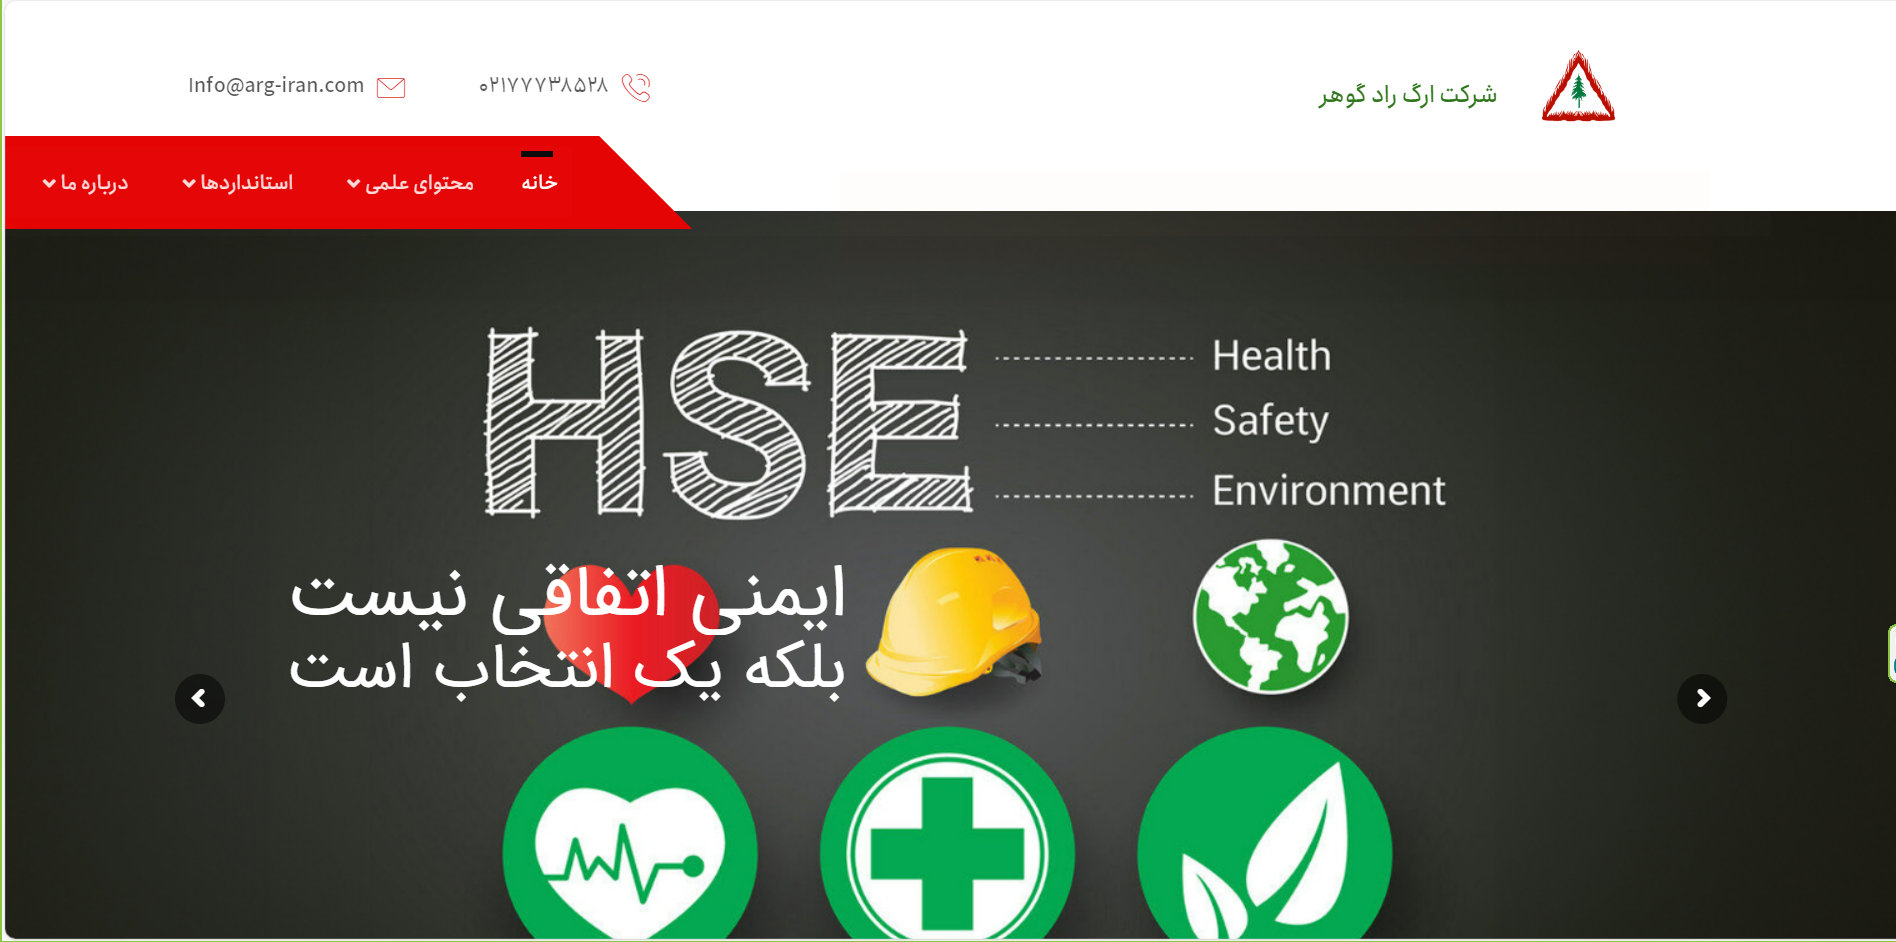 شرکت ارگ راد گوهر
۰۲۱۷۷۷۳۸۵۲۸
Info@arg-iran.com
خانه
محتوای علمی
استانداردها
درباره ما
HSE
Health
Safety
Environment
ایمنی اتفاقی نیست
بلکه یک انتخاب است